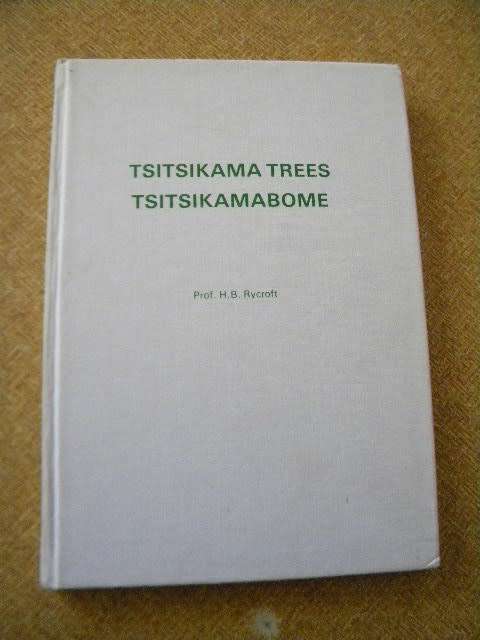 TSITSIKAMA TREES
TSITSIKAMABOME
Prof. H.B. Rycroft